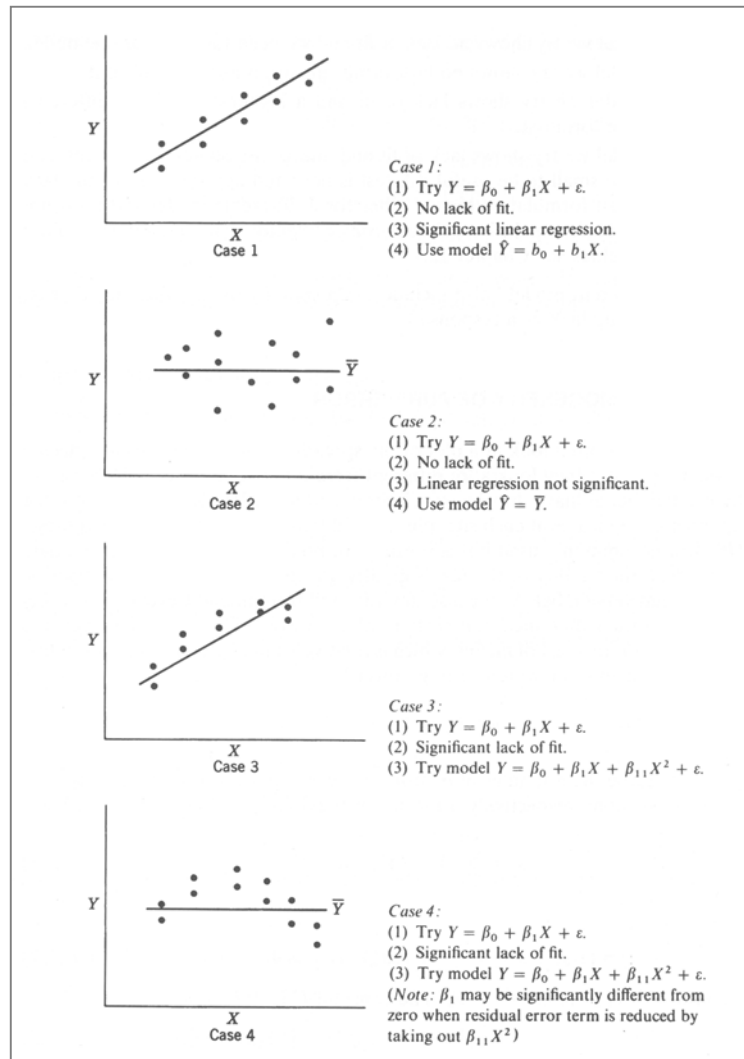 Y
X
Case 1
Case 1:
(1) Try Y = β₀ + β₁X + ε.
(2) No lack of fit.
(3) Significant linear regression.
(4) Use model Ŷ = b₀ + b₁X.
Y
Y̅
X
Case 2
Case 2:
(1) Try Y = β₀ + β₁X + ε.
(2) No lack of fit.
(3) Linear regression not significant.
(4) Use model Ŷ = Y̅.
Y
X
Case 3
Case 3:
(1) Try Y = β₀ + β₁X + ε.
(2) Significant lack of fit.
(3) Try model Y = β₀ + β₁X + β₁₁X² + ε.
Y
Y̅
X
Case 4
Case 4:
(1) Try Y = β₀ + β₁X + ε.
(2) Significant lack of fit.
(3) Try model Y = β₀ + β₁X + β₁₁X² + ε.
(Note: β₁ may be significantly different from
zero when residual error term is reduced by
taking out β₁₁X²)